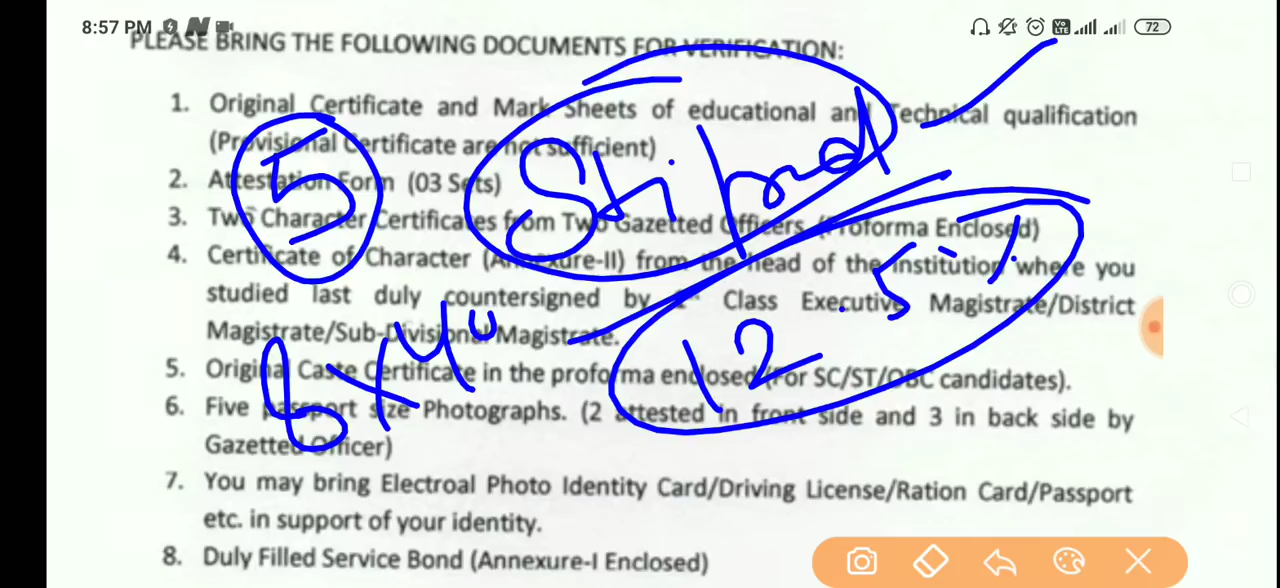 8:57 PM
72
PLEASE BRING THE FOLLOWING DOCUMENTS FOR VERIFICATION:
1. Original Certificate and Mark Sheets of educational and Technical qualification
(Provisional Certificate are not sufficient)
2. Attestation Form (03 Sets)
3. Two Character Certificates from Two Gazetted Officers (Proforma Enclosed)
4. Certificate of Character (Annexure-II) from the head of the institution where you
studied last duly countersigned by Class Executive Magistrate/District
Magistrate/Sub-Divisional Magistrate.
5. Original Caste Certificate in the proforma enclosed (For SC/ST/OBC candidates).
6. Five passport size Photographs. (2 attested in front side and 3 in back side by
Gazetted Officer)
7. You may bring Electroal Photo Identity Card/Driving License/Ration Card/Passport
etc. in support of your identity.
8. Duly Filled Service Bond (Annexure-I Enclosed)
5
12